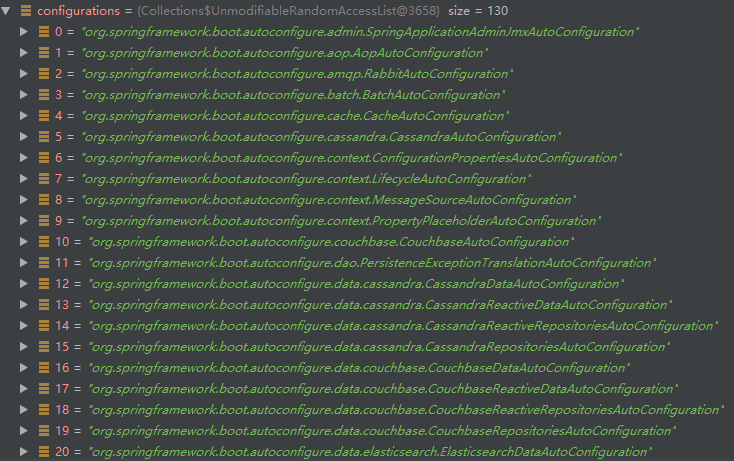 configurations = {Collections$UnmodifiableRandomAccessList@3658} size = 130
0 = "org.springframework.boot.autoconfigure.admin.SpringApplicationAdminJmxAutoConfiguration"
1 = "org.springframework.boot.autoconfigure.aop.AopAutoConfiguration"
2 = "org.springframework.boot.autoconfigure.amqp.RabbitAutoConfiguration"
3 = "org.springframework.boot.autoconfigure.batch.BatchAutoConfiguration"
4 = "org.springframework.boot.autoconfigure.cache.CacheAutoConfiguration"
5 = "org.springframework.boot.autoconfigure.cassandra.CassandraAutoConfiguration"
6 = "org.springframework.boot.autoconfigure.context.ConfigurationPropertiesAutoConfiguration"
7 = "org.springframework.boot.autoconfigure.context.LifecycleAutoConfiguration"
8 = "org.springframework.boot.autoconfigure.context.MessageSourceAutoConfiguration"
9 = "org.springframework.boot.autoconfigure.context.PropertyPlaceholderAutoConfiguration"
10 = "org.springframework.boot.autoconfigure.couchbase.CouchbaseAutoConfiguration"
11 = "org.springframework.boot.autoconfigure.dao.PersistenceExceptionTranslationAutoConfiguration"
12 = "org.springframework.boot.autoconfigure.data.cassandra.CassandraDataAutoConfiguration"
13 = "org.springframework.boot.autoconfigure.data.cassandra.CassandraReactiveDataAutoConfiguration"
14 = "org.springframework.boot.autoconfigure.data.cassandra.CassandraReactiveRepositoriesAutoConfiguration"
15 = "org.springframework.boot.autoconfigure.data.cassandra.CassandraRepositoriesAutoConfiguration"
16 = "org.springframework.boot.autoconfigure.data.couchbase.CouchbaseDataAutoConfiguration"
17 = "org.springframework.boot.autoconfigure.data.couchbase.CouchbaseReactiveDataAutoConfiguration"
18 = "org.springframework.boot.autoconfigure.data.couchbase.CouchbaseReactiveRepositoriesAutoConfiguration"
19 = "org.springframework.boot.autoconfigure.data.couchbase.CouchbaseRepositoriesAutoConfiguration"
20 = "org.springframework.boot.autoconfigure.data.elasticsearch.ElasticsearchDataAutoConfiguration"